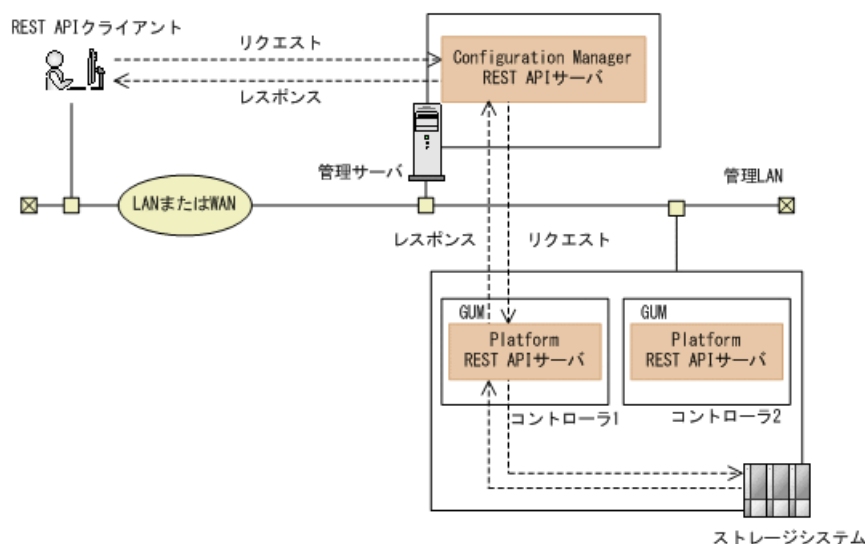 REST APIクライアント
リクエスト
レスポンス
Configuration Manager
REST APIサーバ
管理サーバ
管理LAN
LANまたはWAN
レスポンス
リクエスト
GUM
Platform
REST APIサーバ
コントローラ1
GUM
Platform
REST APIサーバ
コントローラ2
ストレージシステム